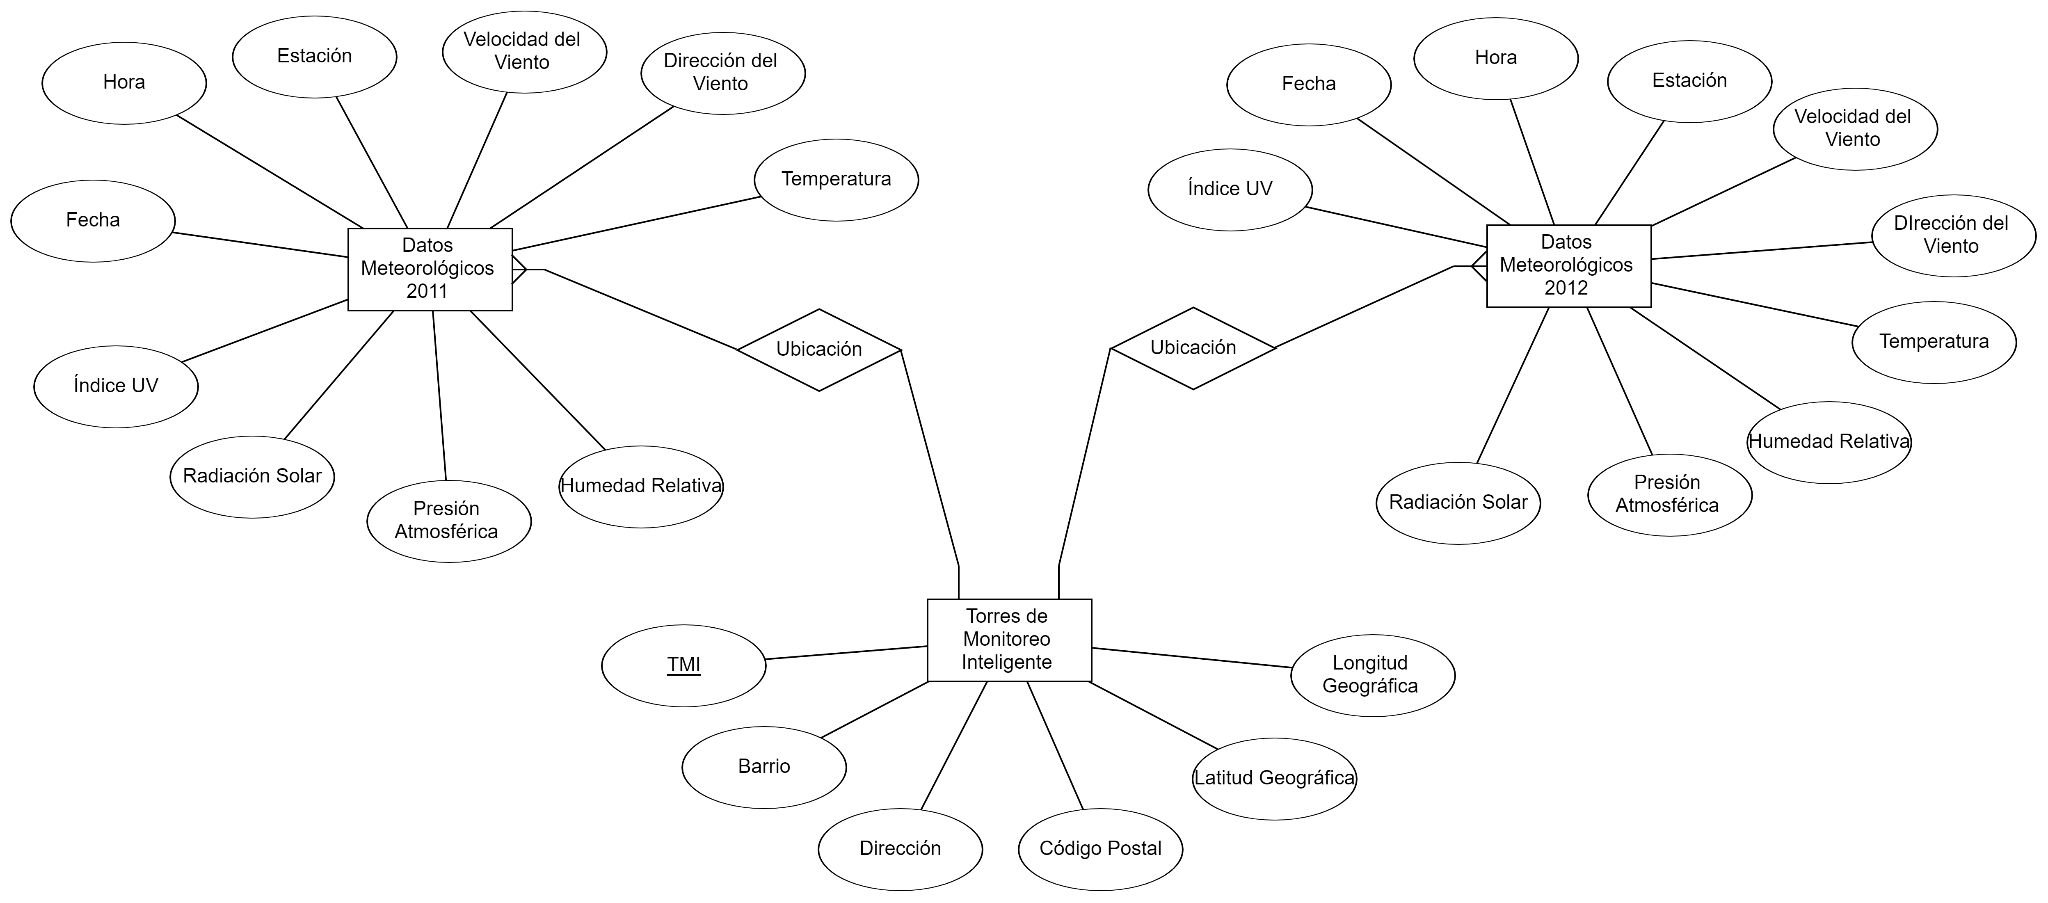 Hora
Estación
Velocidad del
Viento
Dirección del
Viento
Temperatura
Fecha
Datos
Meteorológicos
2011
Índice UV
Radiación Solar
Presión
Atmosférica
Humedad Relativa
Ubicación
Fecha
Hora
Estación
Velocidad del
Viento
Índice UV
Datos
Meteorológicos
2012
DIrección del
Viento
Temperatura
Humedad Relativa
Presión
Atmosférica
Radiación Solar
Ubicación
Torres de
Monitoreo
Inteligente
TMI
Barrio
Dirección
Código Postal
Latitud Geográfica
Longitud
Geográfica